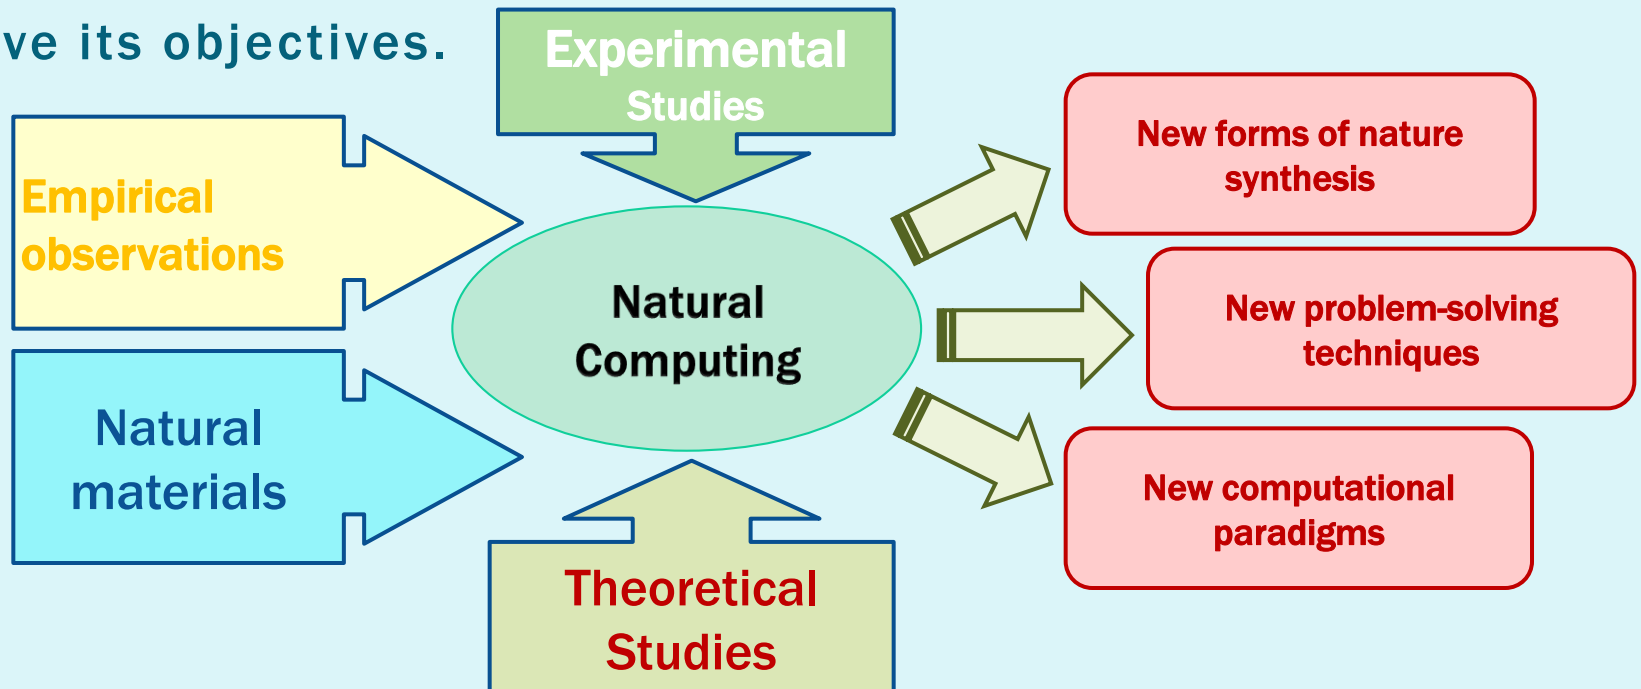 ve its objectives.
Experimental
Studies
Empirical
observations
Natural
materials
Natural
Computing
Theoretical
Studies
New forms of nature
synthesis
New problem-solving
techniques
New computational
paradigms